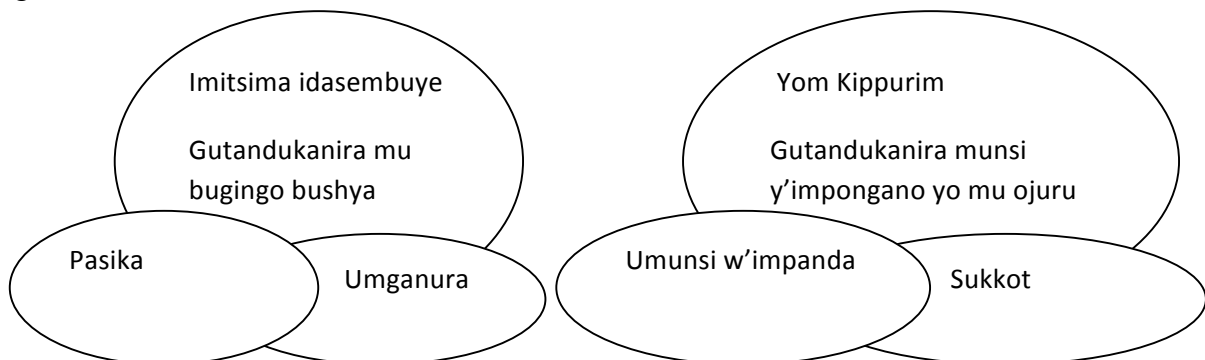 Imitsima idasembuye
Gutandukanira mu
bugingo bushya
Pasika
Umganura
Yom Kippurim
Gutandukanira munsi
y'impongano yo mu ojuru
Umunsi w'impanda
Sukkot